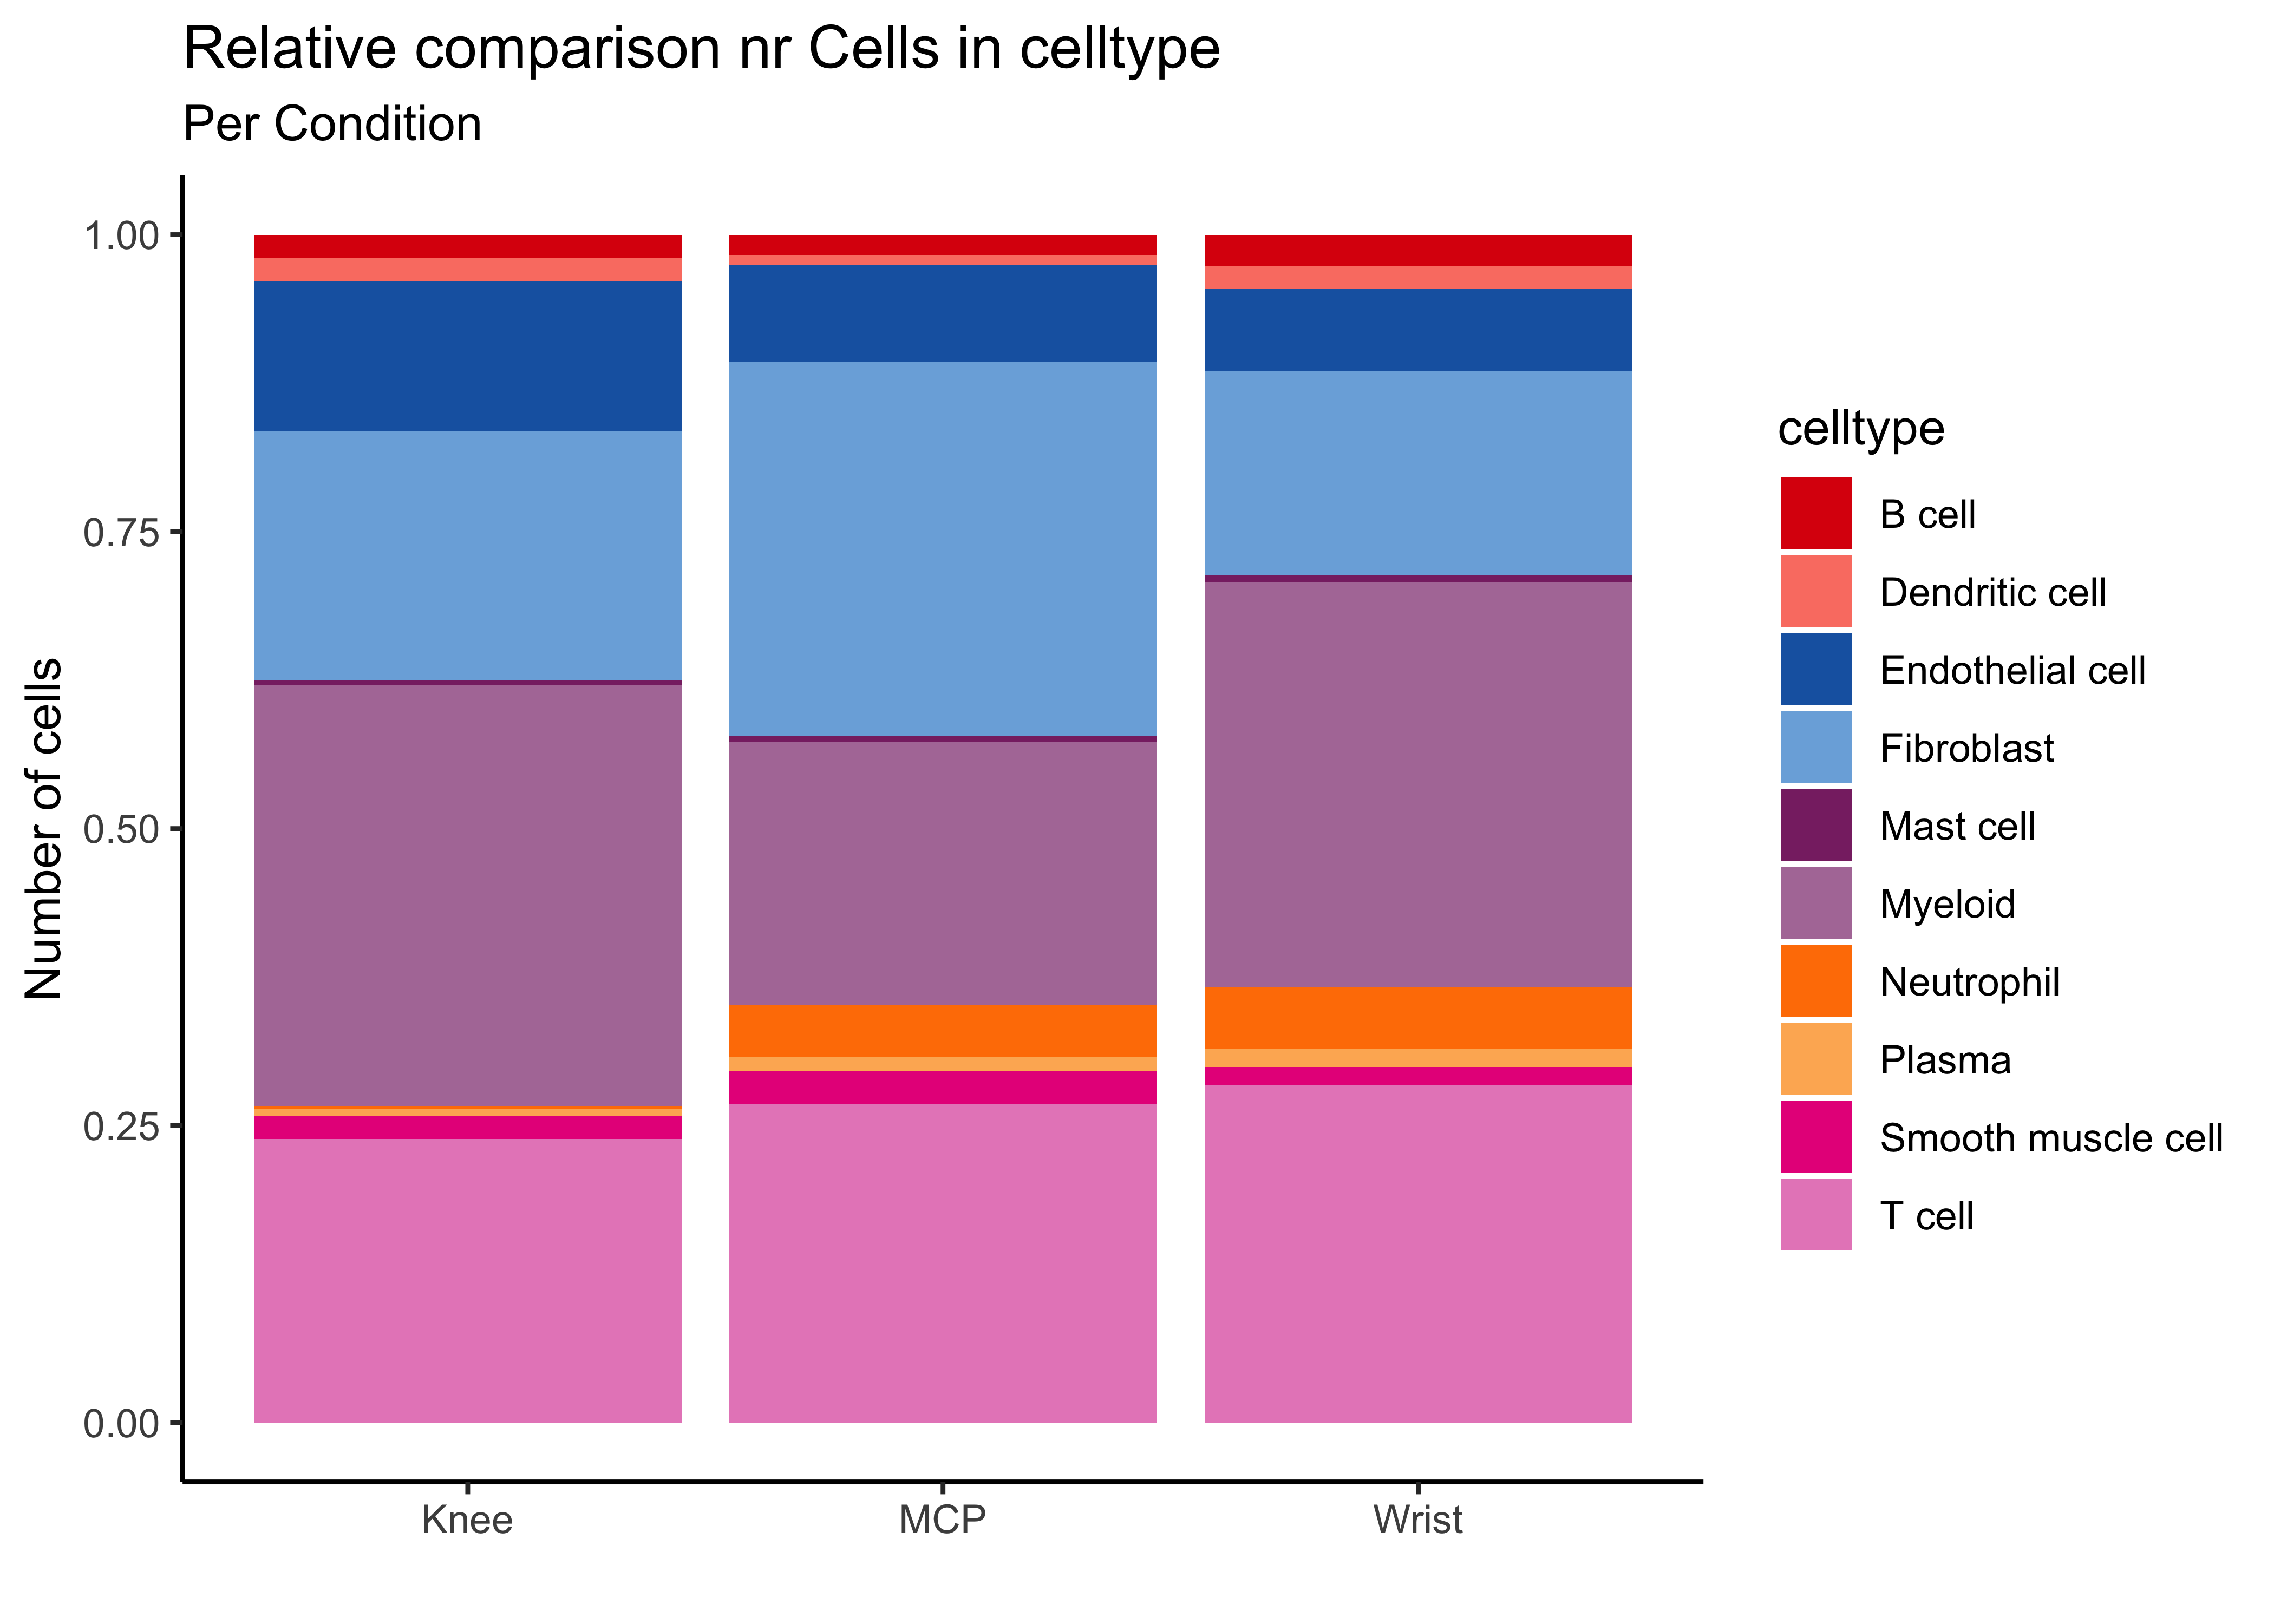 Relative comparison nr Cells in celltype
Per Condition
Number of cells
1.00
0.75
0.50
0.25
0.00
Knee
MCP
Wrist
celltype
B cell
Dendritic cell
Endothelial cell
Fibroblast
Mast cell
Myeloid
Neutrophil
Plasma
Smooth muscle cell
T cell